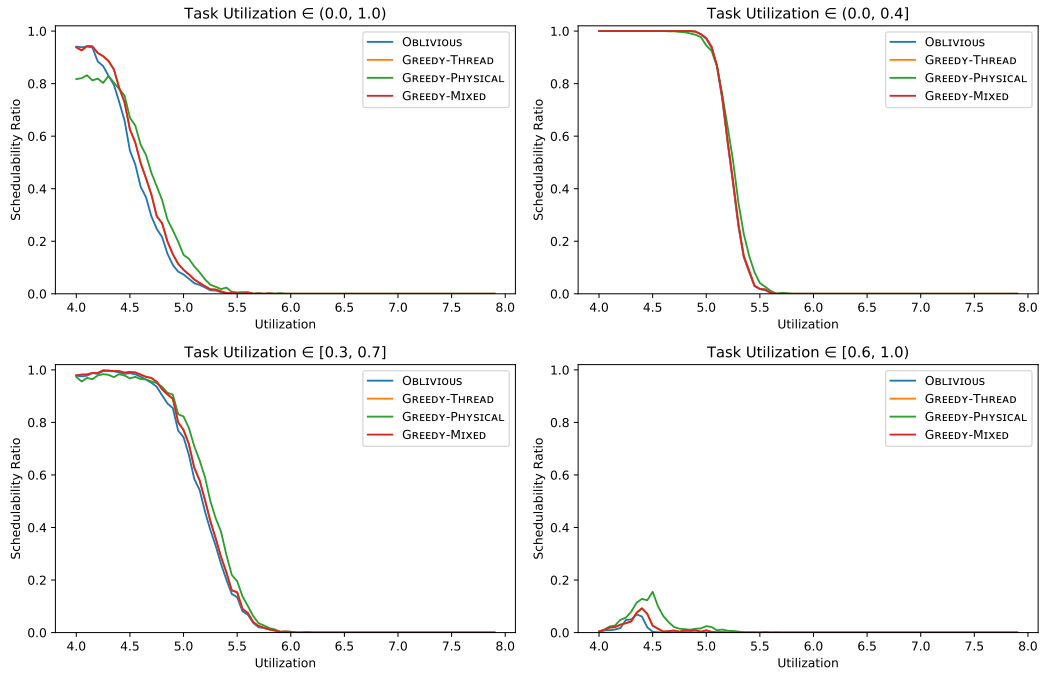 Task Utilization ∈ (0.0, 1.0)
1.0
0.8
0.6
0.4
0.2
0.0
Schedulability Ratio
4.0 4.5 5.0 5.5 6.0 6.5 7.0 7.5 8.0
Utilization
Oblivious
Greedy-Thread
Greedy-Physical
Greedy-Mixed
Task Utilization ∈ (0.0, 0.4]
1.0
0.8
0.6
0.4
0.2
0.0
Schedulability Ratio
4.0 4.5 5.0 5.5 6.0 6.5 7.0 7.5 8.0
Utilization
Oblivious
Greedy-Thread
Greedy-Physical
Greedy-Mixed
Task Utilization ∈ [0.3, 0.7]
1.0
0.8
0.6
0.4
0.2
0.0
Schedulability Ratio
4.0 4.5 5.0 5.5 6.0 6.5 7.0 7.5 8.0
Utilization
Oblivious
Greedy-Thread
Greedy-Physical
Greedy-Mixed
Task Utilization ∈ [0.6, 1.0)
1.0
0.8
0.6
0.4
0.2
0.0
Schedulability Ratio
4.0 4.5 5.0 5.5 6.0 6.5 7.0 7.5 8.0
Utilization
Oblivious
Greedy-Thread
Greedy-Physical
Greedy-Mixed